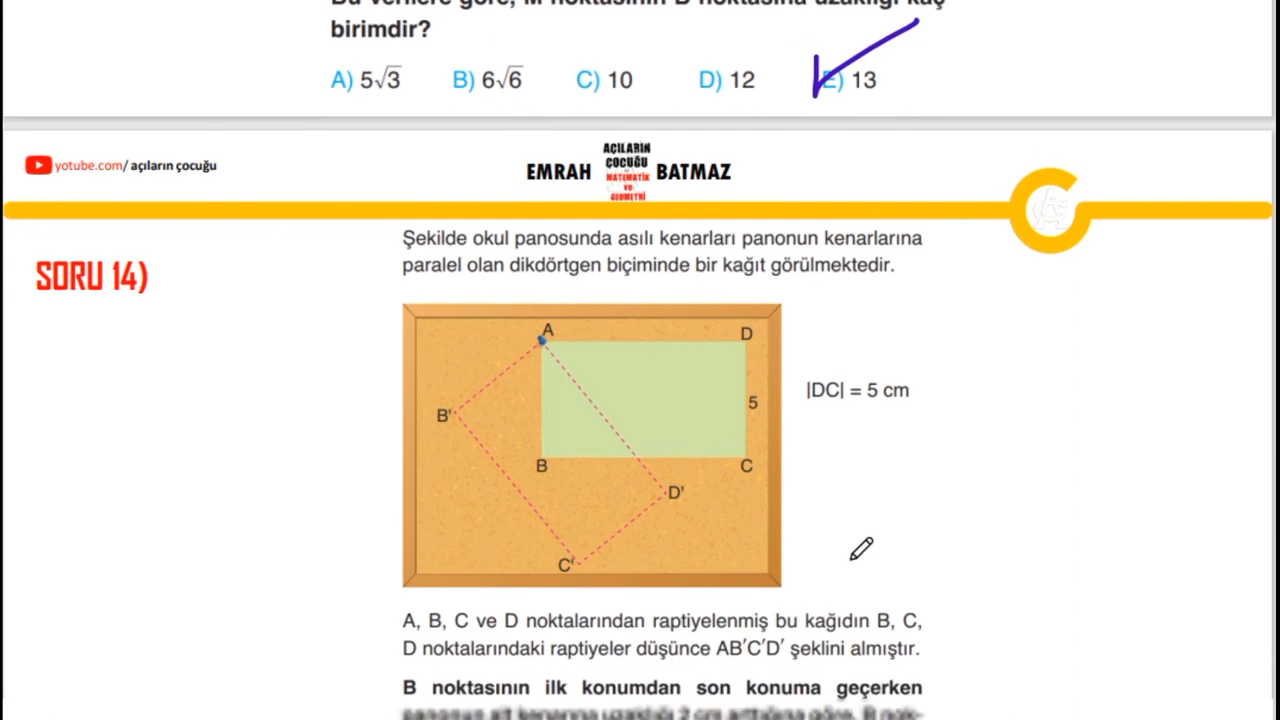 birimdir?
A) 5√3 B) 6√6 C) 10 D) 12 E) 13
yotube.com/ açıların çocuğu
EMRAH AÇILARIN ÇOCUĞU BATMAZ
MATEMATİK
ve
GEOMETRİ
SORU 14)
Şekilde okul panosunda asılı kenarları panonun kenarlarına
paralel olan dikdörtgen biçiminde bir kağıt görülmektedir.
A
D
B'
5
|DC| = 5 cm
B
C
D'
C'
A, B, C ve D noktalarından raptiyelenmiş bu kağıdın B, C,
D noktalarındaki raptiyeler düşünce AB'C'D' şeklini almıştır.
B noktasının ilk konumdan son konuma geçerken